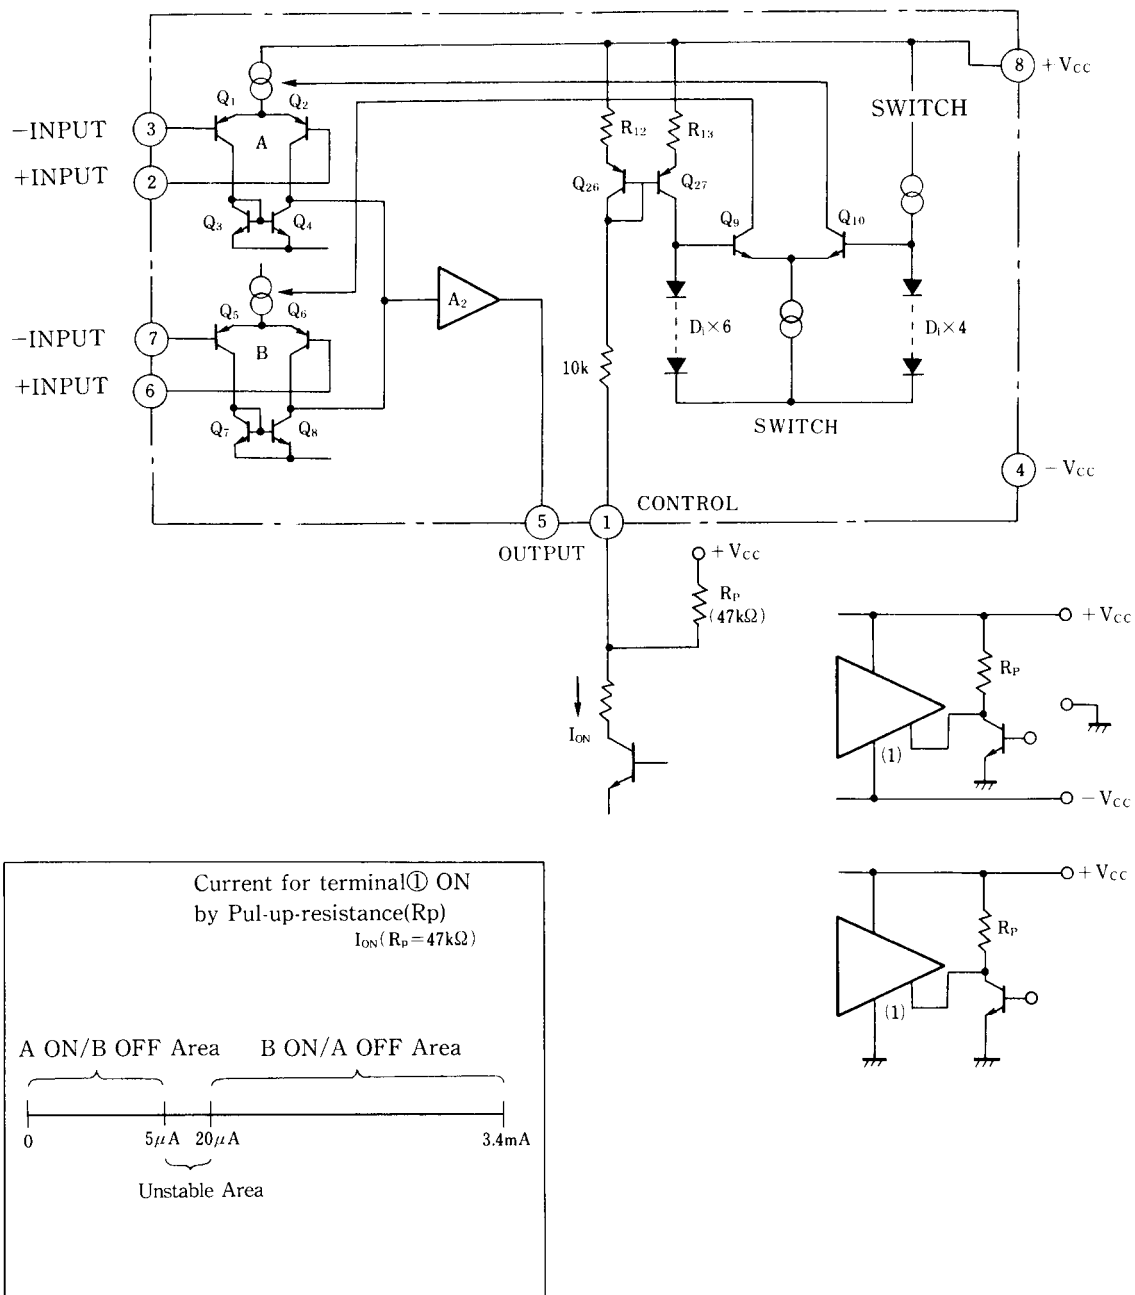 8
+VCC
SWITCH
Q1
Q2
R12
R13
-INPUT
3
A
+INPUT
2
Q26
Q27
Q3
Q4
Q9
Q10
A2
Q5
Q6
-INPUT
7
B
Di×6
Di×4
+INPUT
6
10k
Q7
Q8
SWITCH
4
-VCC
CONTROL
5
1
OUTPUT
+VCC
RP
(47kΩ)
ION
+VCC
RP
(1)
-VCC
+VCC
RP
(1)
Current for terminal① ON
by Pul-up-resistance(Rp)
ION(Rp=47kΩ)
A ON/B OFF Area
B ON/A OFF Area
0
5μA
20μA
3.4mA
Unstable Area